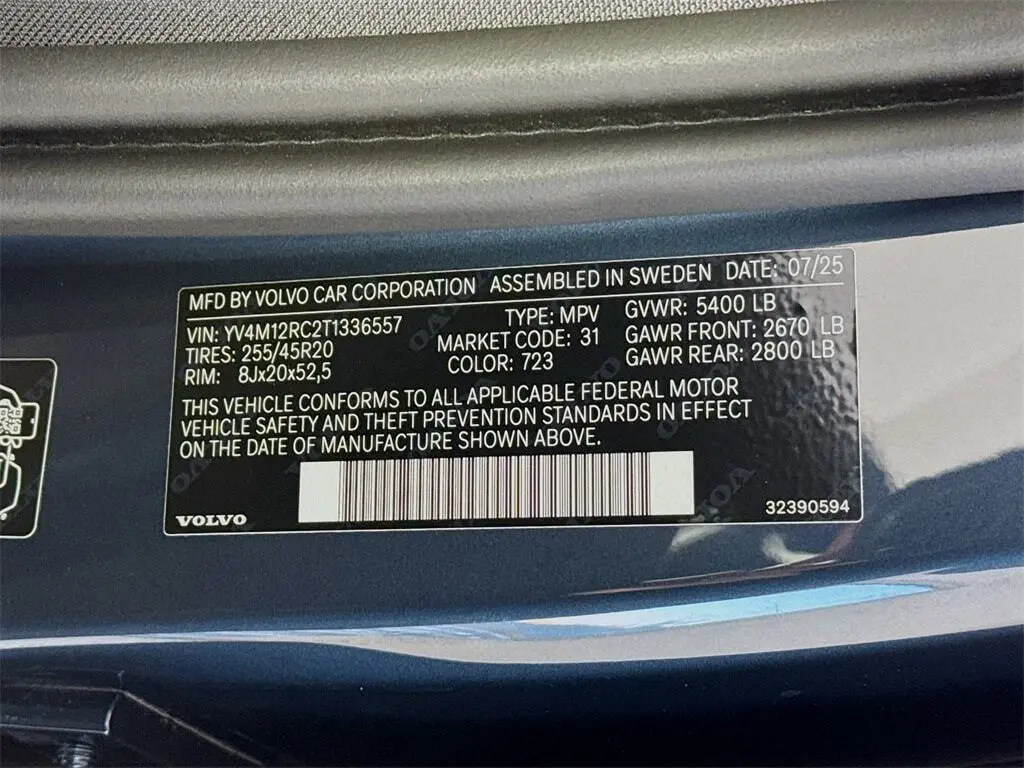 MFD BY VOLVO CAR CORPORATION ASSEMBLED IN SWEDEN DATE: 07/25
VIN: YV4M12RC2T1336557 TYPE: MPV GVWR: 5400 LB
TIRES: 255/45R20 MARKET CODE: 31 GAWR FRONT: 2670 LB
RIM: 8Jx20x52,5 COLOR: 723 GAWR REAR: 2800 LB
THIS VEHICLE CONFORMS TO ALL APPLICABLE FEDERAL MOTOR
VEHICLE SAFETY AND THEFT PREVENTION STANDARDS IN EFFECT
ON THE DATE OF MANUFACTURE SHOWN ABOVE.
VOLVO 32390594